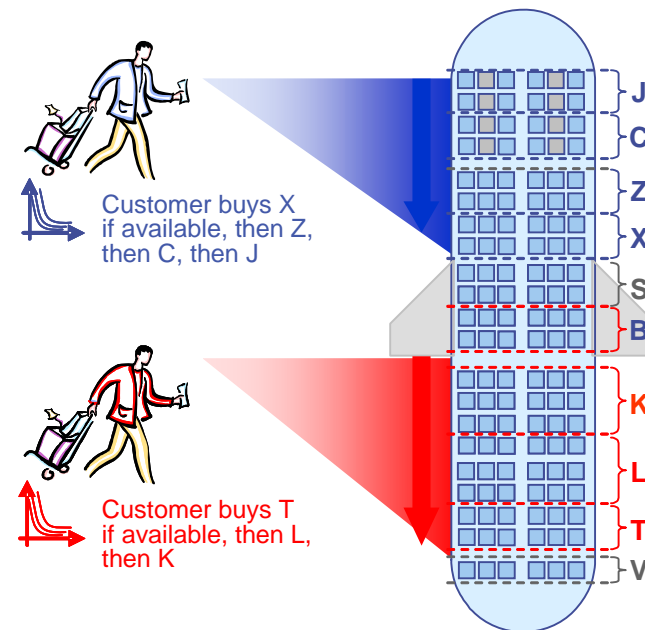 J
C
Z
Customer buys X
if available, then Z,
then C, then J
X
S
B
K
L
Customer buys T
if available, then L,
then K
T
V